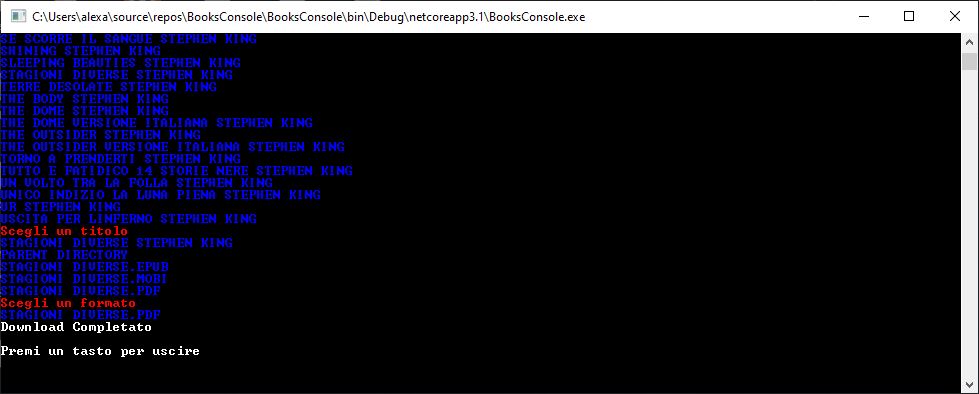 C:\Users\alexa\source\repos\BooksConsole\BooksConsole\bin\Debug\netcoreapp3.1\BooksConsole.exe
SE SCORRE IL SANGUE STEPHEN KING
SHINING STEPHEN KING
SLEEPING BEAUTIES STEPHEN KING
STAGIONI DIVERSE STEPHEN KING
TERRE DESOLATE STEPHEN KING
THE BODY STEPHEN KING
THE DOME STEPHEN KING
THE DOME VERSIONE ITALIANA STEPHEN KING
THE OUTSIDER STEPHEN KING
THE OUTSIDER VERSIONE ITALIANA STEPHEN KING
TORNO A PRENDERTI STEPHEN KING
TUTTO E FATIDICO 14 STORIE NERE STEPHEN KING
UN VOLTO TRA LA FOLLA STEPHEN KING
UNICO INDIZIO LA LUNA PIENA STEPHEN KING
UR STEPHEN KING
USCITA PER LINFERNO STEPHEN KING
Scegli un titolo
STAGIONI DIVERSE STEPHEN KING
PARENT DIRECTORY
STAGIONI DIVERSE.EPUB
STAGIONI DIVERSE.MOBI
STAGIONI DIVERSE.PDF
Scegli un formato
STAGIONI DIVERSE.PDF
Download Completato
Premi un tasto per uscire